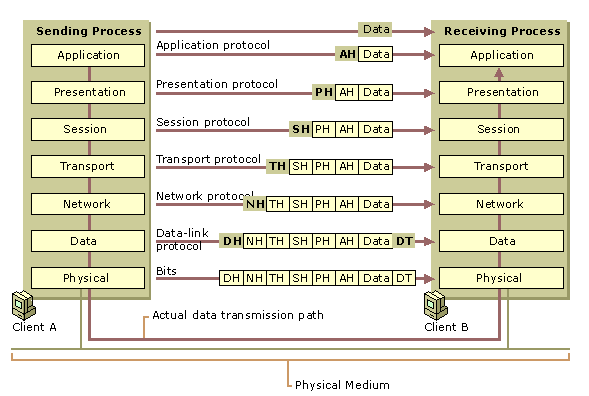 Sending Process Data Receiving Process
Application Application protocol AH Data Application
Presentation Presentation protocol PH AH Data Presentation
Session Session protocol SH PH AH Data Session
Transport Transport protocol TH SH PH AH Data Transport
Network Network protocol NH TH SH PH AH Data Network
Data Data-link protocol DH NH TH SH PH AH Data DT Data
Physical Bits DH NH TH SH PH AH Data DT Physical
Client A Client B
Actual data transmission path
Physical Medium